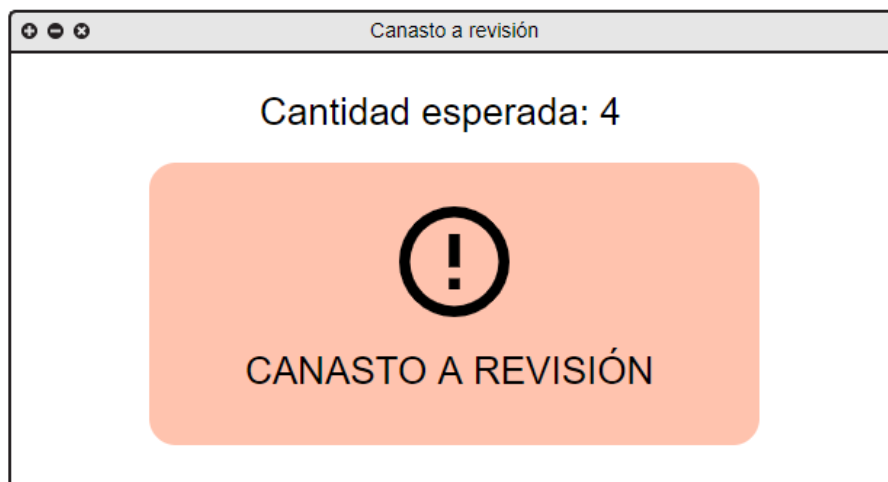 Canasto a revisión
Cantidad esperada: 4
CANASTO A REVISIÓN